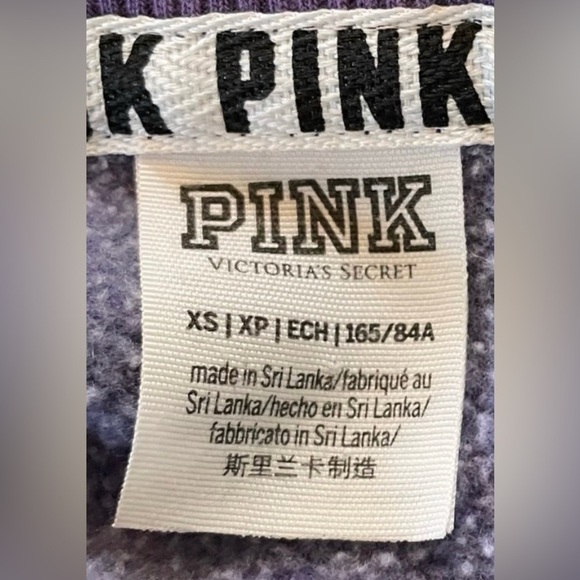 K PINK
PINK
VICTORIA'S SECRET
XS | XP | ECH | 165/84A
made in Sri Lanka/fabriqué au
Sri Lanka/hecho en Sri Lanka/
fabbricato in Sri Lanka/
斯里兰卡制造